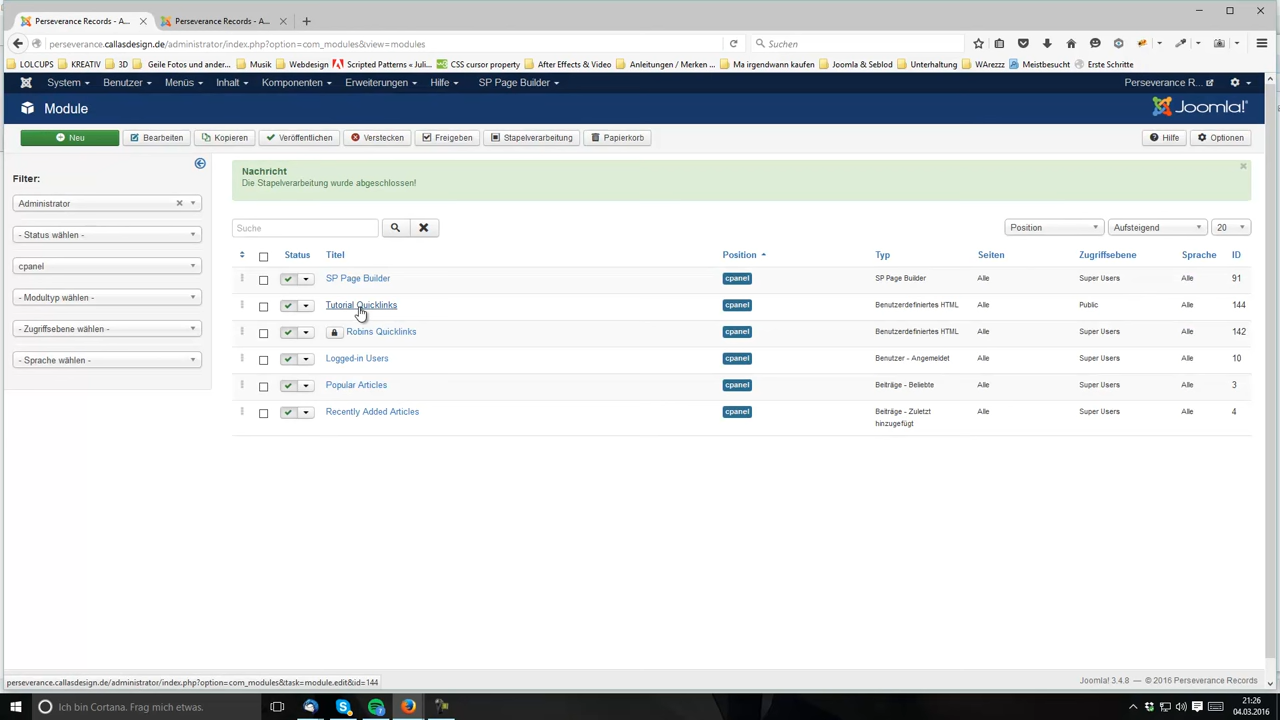 Perseverance Records - A... Perseverance Records - A...
perseverance.callasdesign.de/administrator/index.php?option=com_modules&view=modules Suchen
LOLCUPS KREATIV 3D Geile Fotos und ander... Musik Webdesign Scripted Patterns « Juli... CSS cursor property After Effects & Video Anleitungen / Merken ... Ma irgendwann kaufen Joomla & Seblod Unterhaltung WArezzz Meistbesucht Erste Schritte
System Benutzer Menüs Inhalt Komponenten Erweiterungen Hilfe SP Page Builder Perseverance R...
Module Joomla!
Neu Bearbeiten Kopieren Veröffentlichen Verstecken Freigeben Stapelverarbeitung Papierkorb Hilfe Optionen
Filter:
Administrator
- Status wählen -
cpanel
- Modultyp wählen -
- Zugriffsebene wählen -
- Sprache wählen -
Nachricht
Die Stapelverarbeitung wurde abgeschlossen!
Suche Position Aufsteigend 20
Status Titel Position Typ Seiten Zugriffsebene Sprache ID
SP Page Builder cpanel SP Page Builder Alle Super Users Alle 91
Tutorial Quicklinks cpanel Benutzerdefiniertes HTML Alle Public Alle 144
Robins Quicklinks cpanel Benutzerdefiniertes HTML Alle Super Users Alle 142
Logged-in Users cpanel Benutzer - Angemeldet Alle Super Users Alle 10
Popular Articles cpanel Beiträge - Beliebte Alle Super Users Alle 3
Recently Added Articles cpanel Beiträge - Zuletzt Alle Super Users Alle 4
hinzugefügt
perseverance.callasdesign.de/administrator/index.php?option=com_modules&task=module.edit&id=144
Joomla! 3.4.8 — © 2016 Perseverance Records
Ich bin Cortana. Frag mich etwas.
21:26
04.03.2016